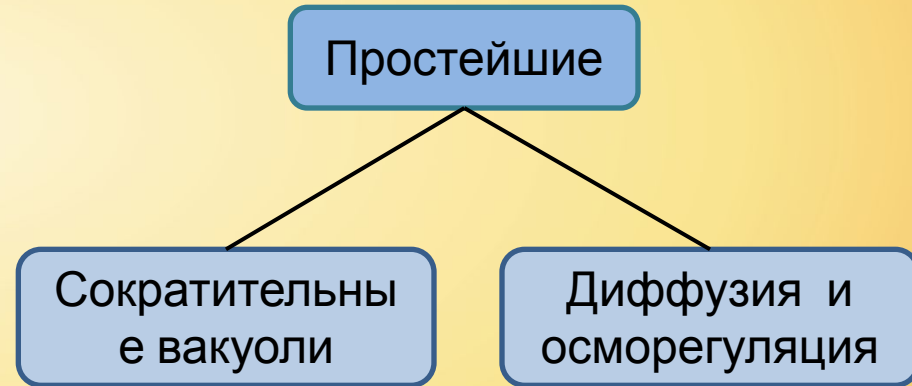 Простейшие
Сократительны
е вакуоли
Диффузия и
осморегуляция